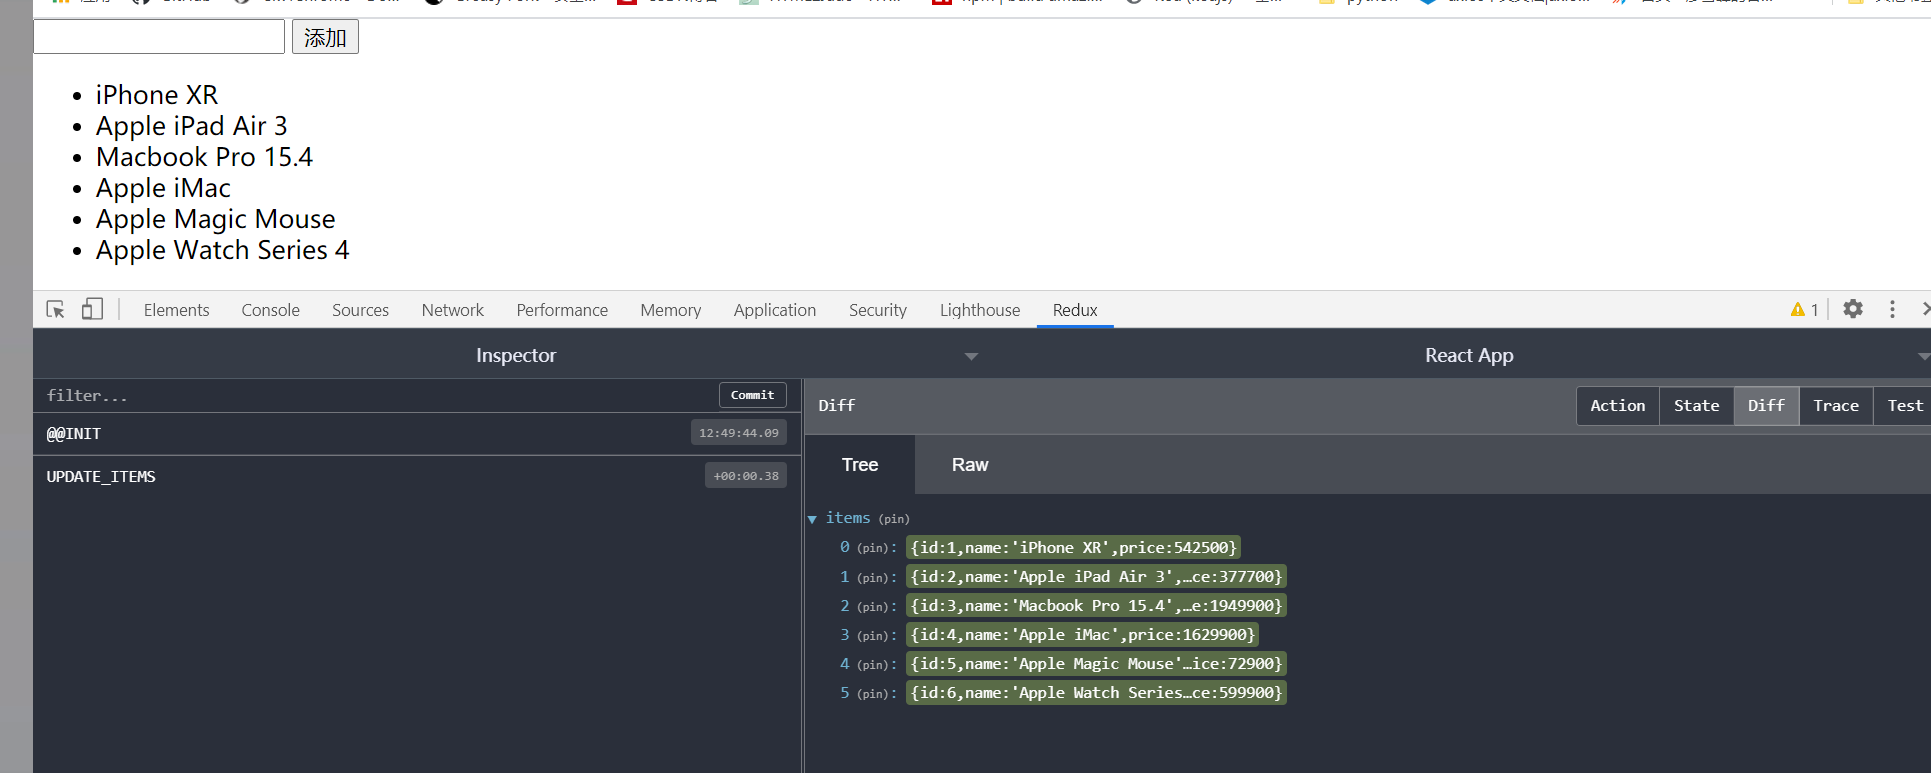 添加
iPhone XR
Apple iPad Air 3
Macbook Pro 15.4
Apple iMac
Apple Magic Mouse
Apple Watch Series 4
Elements Console Sources Network Performance Memory Application Security Lighthouse Redux 1
Inspector React App
filter... Commit Diff Action State Diff Trace Test
@@INIT 12:49:44.09
Tree Raw
UPDATE_ITEMS +00:00.38
items (pin)
0 (pin): {id:1,name:'iPhone XR',price:542500}
1 (pin): {id:2,name:'Apple iPad Air 3',…ce:377700}
2 (pin): {id:3,name:'Macbook Pro 15.4',…e:1949900}
3 (pin): {id:4,name:'Apple iMac',price:1629900}
4 (pin): {id:5,name:'Apple Magic Mouse'…ice:72900}
5 (pin): {id:6,name:'Apple Watch Series…ce:599900}